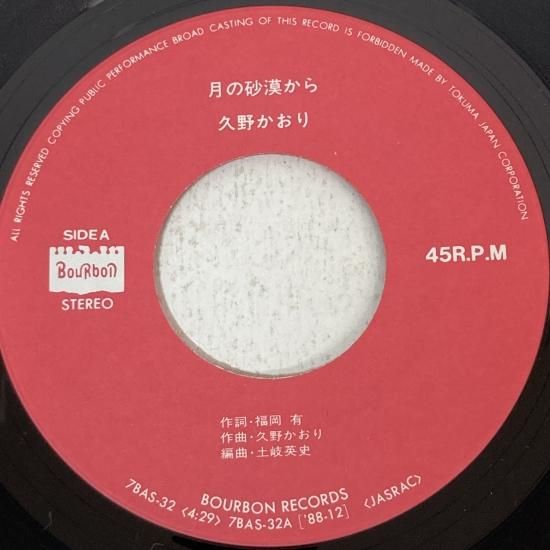 ALL RIGHTS RESERVED COPYING PUBLIC PERFORMANCE BROAD CASTING OF THIS RECORD IS FORBIDDEN MADE BY TOKUMA JAPAN CORPORATION
月の砂漠から
久野かおり
SIDE A
BouRbon
STEREO
45R.P.M
作詞・福岡 有
作曲・久野かおり
編曲・土岐英史
BOURBON RECORDS
7BAS-32 <4:29> 7BAS-32A ['88-12] <JASRAC>